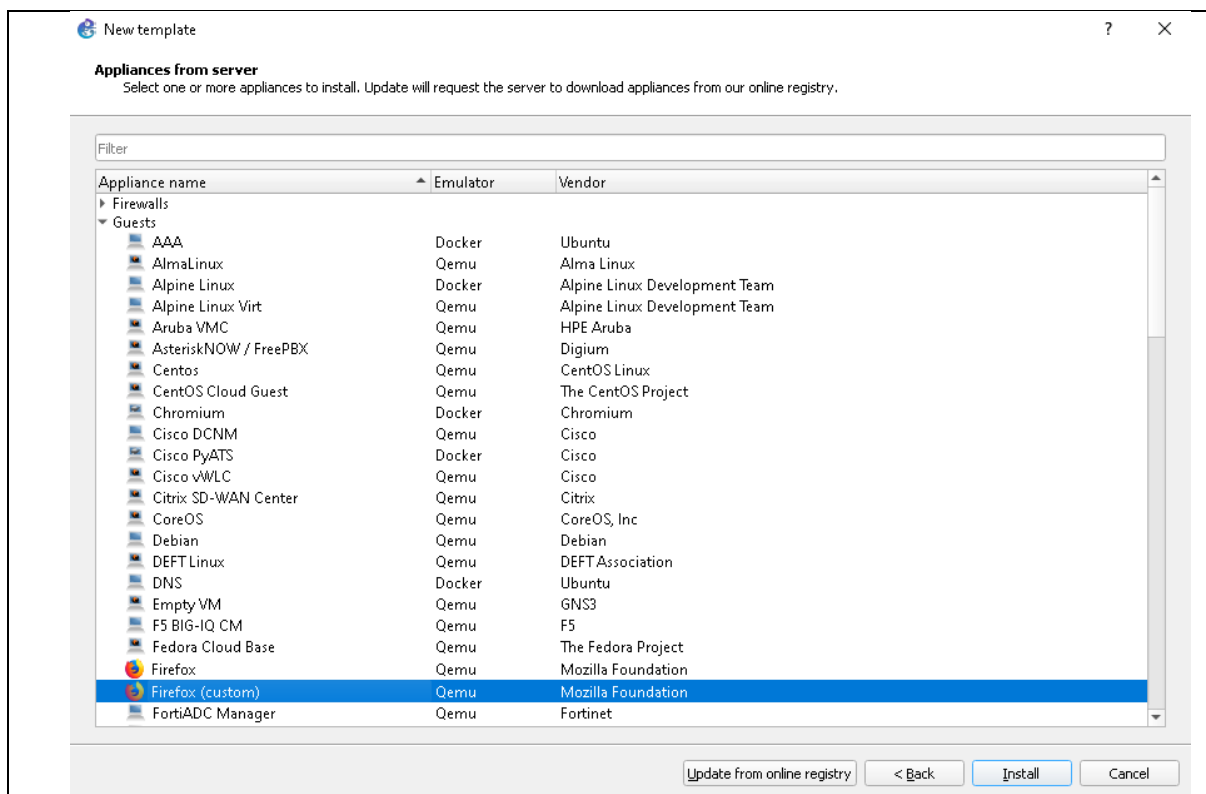 New template
Appliances from server
Select one or more appliances to install. Update will request the server to download appliances from our online registry.
Filter
Appliance name Emulator Vendor
Firewalls
Guests
AAA Docker Ubuntu
AlmaLinux Qemu Alma Linux
Alpine Linux Docker Alpine Linux Development Team
Alpine Linux Virt Qemu Alpine Linux Development Team
Aruba VMC Qemu HPE Aruba
AsteriskNOW / FreePBX Qemu Digium
Centos Qemu CentOS Linux
CentOS Cloud Guest Qemu The CentOS Project
Chromium Docker Chromium
Cisco DCNM Qemu Cisco
Cisco PyATS Docker Cisco
Cisco vWLC Qemu Cisco
Citrix SD-WAN Center Qemu Citrix
CoreOS Qemu CoreOS, Inc
Debian Qemu Debian
DEFT Linux Qemu DEFT Association
DNS Docker Ubuntu
Empty VM Qemu GNS3
F5 BIG-IQ CM Qemu F5
Fedora Cloud Base Qemu The Fedora Project
Firefox Qemu Mozilla Foundation
Firefox (custom) Qemu Mozilla Foundation
FortiADC Manager Qemu Fortinet
Update from online registry < Back Install Cancel